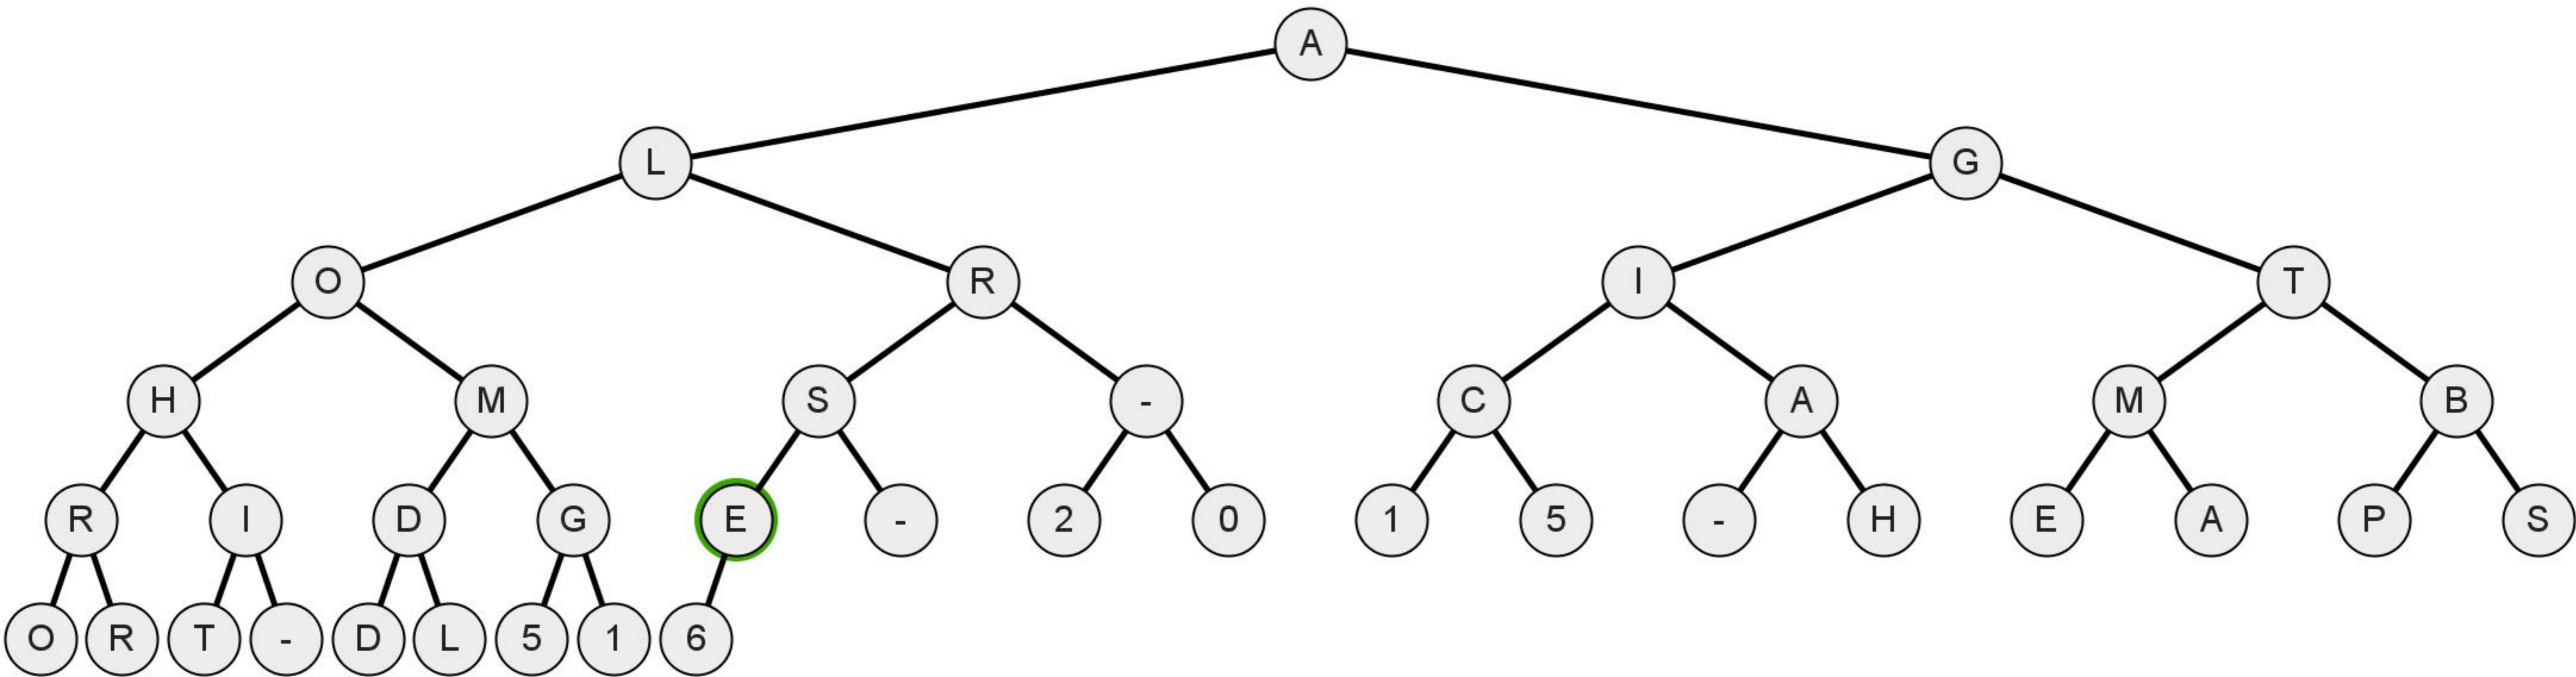 A
L G
O R I T
H M S - C A M B
R I D G E - 2 0 1 5 - H E A P S
O R T - D L 5 1 6